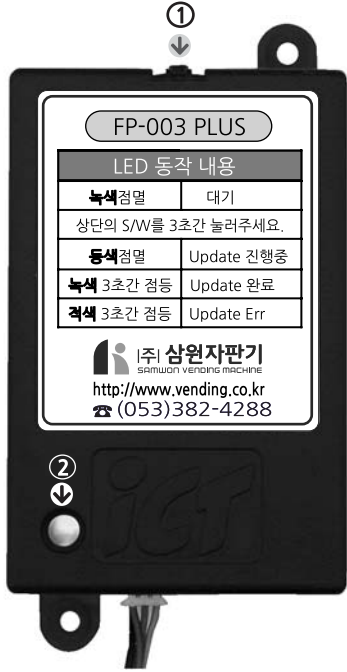 ①
FP-003 PLUS
LED 동작 내용
녹색점멸 대기
상단의 S/W를 3초간 눌러주세요.
등색점멸 Update 진행중
녹색 3초간 점등 Update 완료
적색 3초간 점등 Update Err
(주) 삼원자판기
SAMWON VENDING MACHINE
http://www.vending.co.kr
☎ (053)382-4288
②
iCT